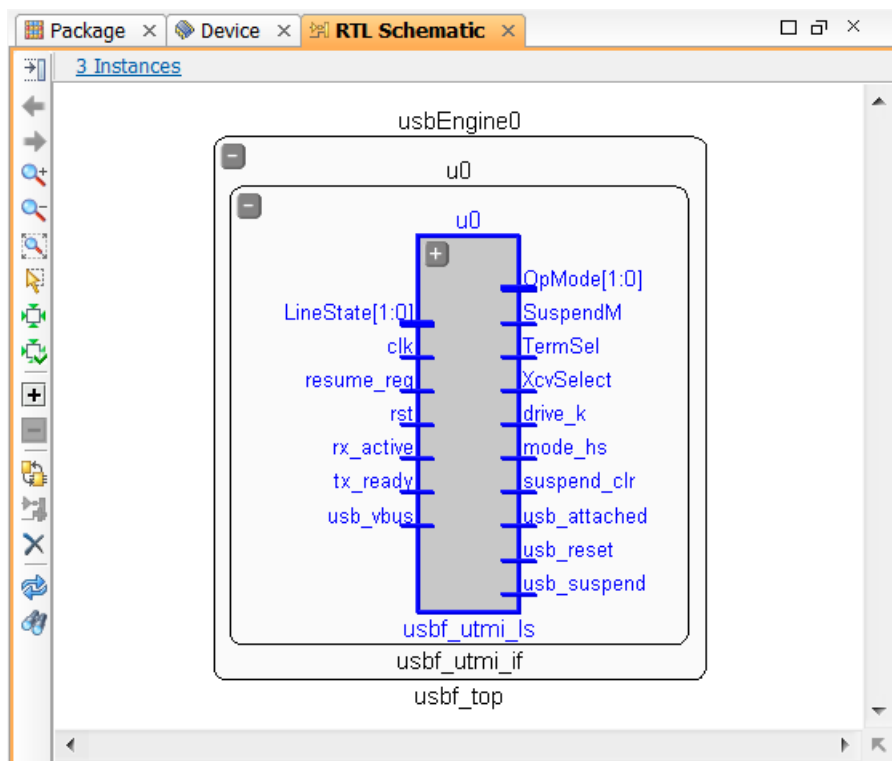 Package
Device
RTL Schematic
3 Instances
usbEngine0
u0
u0
OpMode[1:0]
LineState[1:0]
SuspendM
clk
TermSel
resume_req
XcvSelect
rst
drive_k
rx_active
mode_hs
tx_ready
suspend_clr
usb_vbus
usb_attached
usb_reset
usb_suspend
usbf_utmi_ls
usbf_utmi_if
usbf_top